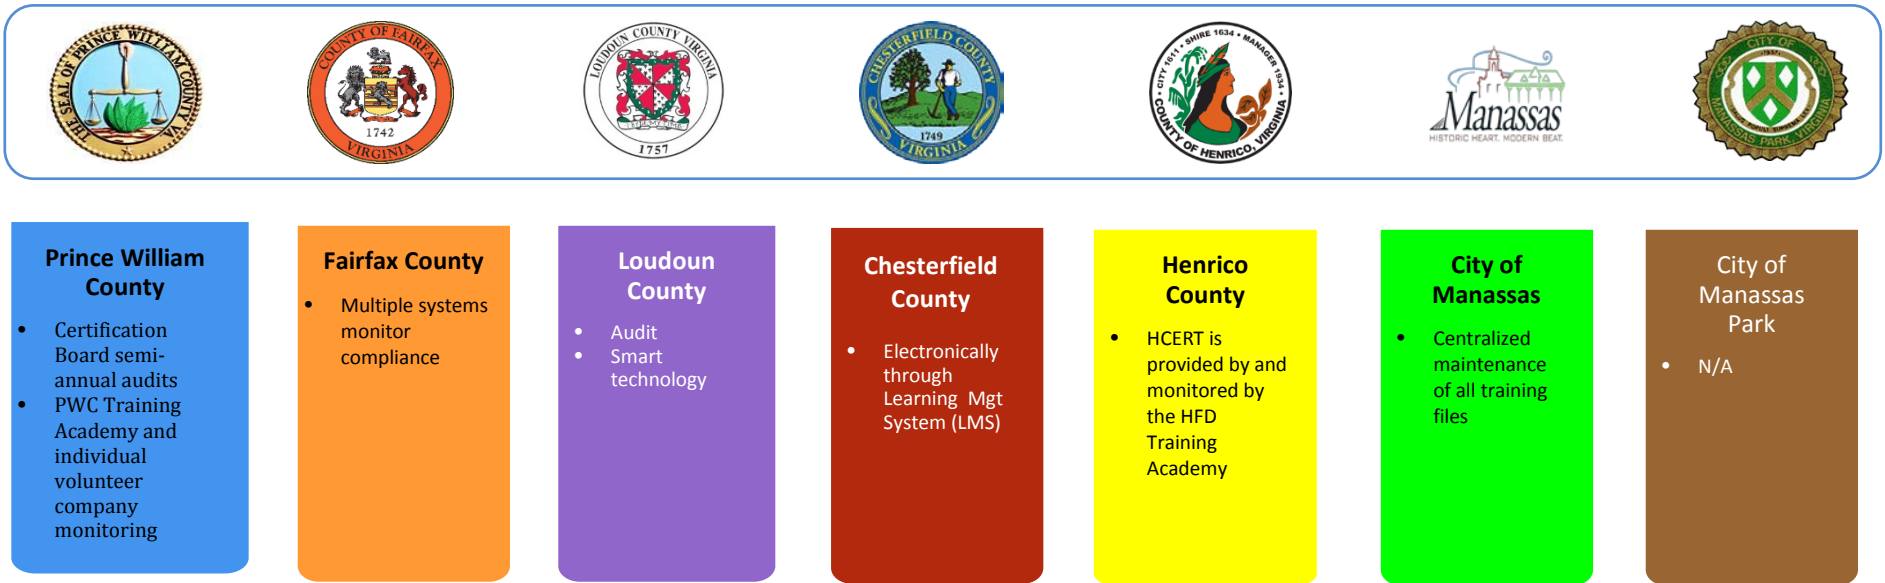 THE SEAL OF PRINCE WILLIAM COUNTY VA.
COUNTY OF FAIRFAX
1742
VIRGINIA
LOUDOUN COUNTY VIRGINIA
1757
CHESTERFIELD COUNTY
1749
VIRGINIA
CITY 1611 • SHIRE 1634 • MANAGER 1934
COUNTY OF HENRICO, VIRGINIA
Manassas
HISTORIC HEART. MODERN BEAT.
CITY OF
1957
MANASSAS PARK VIRGINIA
Prince William
County
• Certification
Board semi-
annual audits
• PWC Training
Academy and
individual
volunteer
company
monitoring
Fairfax County
• Multiple systems
monitor
compliance
Loudoun
County
• Audit
• Smart
technology
Chesterfield
County
• Electronically
through
Learning Mgt
System (LMS)
Henrico
County
• HCERT is
provided by and
monitored by
the HFD
Training
Academy
City of
Manassas
• Centralized
maintenance
of all training
files
City of
Manassas
Park
• N/A